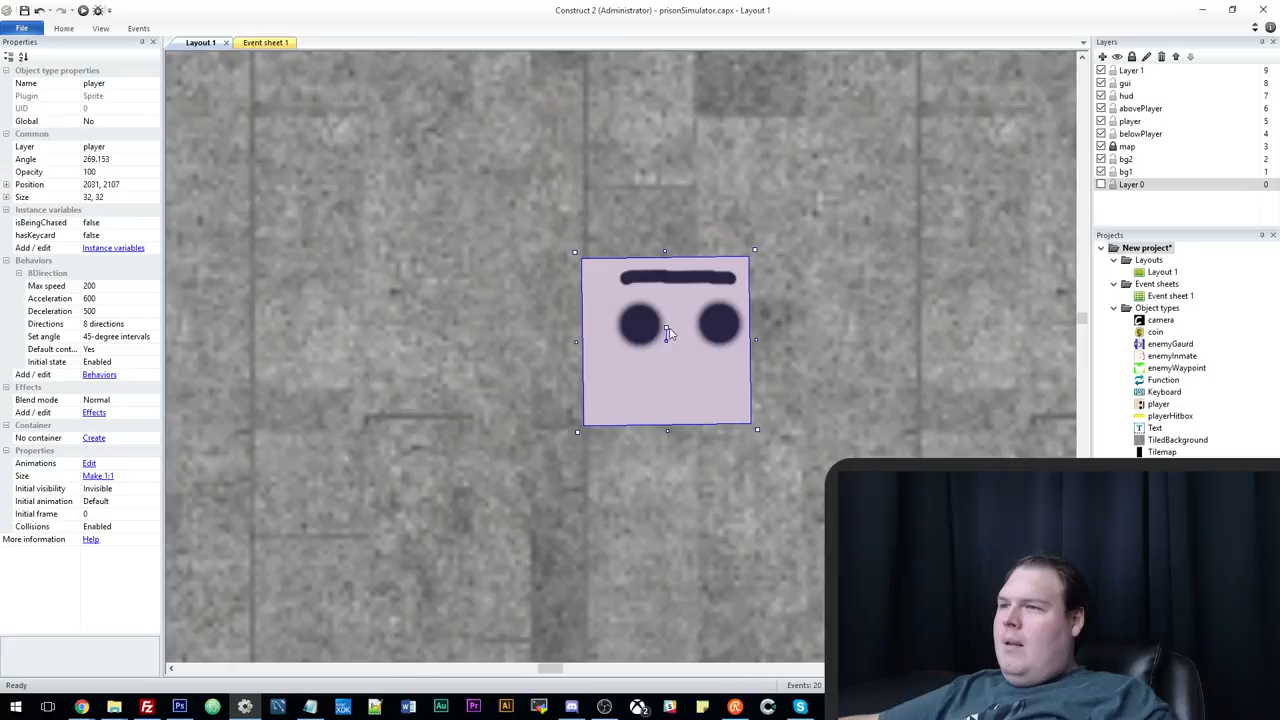 Construct 2 (Administrator) - prisonSimulator.capx - Layout 1
File
Home
View
Events
Properties
Object type properties
Name player
Plugin Sprite
UID 0
Global No
Common
Layer player
Angle 269.153
Opacity 100
Position 2031, 2107
Size 32, 32
Instance variables
isBeingChased false
hasKeycard false
Add / edit Instance variables
Behaviors
8Direction
Max speed 200
Acceleration 600
Deceleration 500
Directions 8 directions
Set angle 45-degree intervals
Default cont... Yes
Initial state Enabled
Add / edit Behaviors
Effects
Blend mode Normal
Add / edit Effects
Container
No container Create
Properties
Animations Edit
Size Make 1:1
Initial visibility Invisible
Initial animation Default
Initial frame 0
Collisions Enabled
More information Help
Layout 1
Event sheet 1
Layers
Layer 1 9
gui 8
hud 7
abovePlayer 6
player 5
belowPlayer 4
map 3
bg2 2
bg1 1
Layer 0 0
Projects
New project*
Layouts
Layout 1
Event sheets
Event sheet 1
Object types
camera
coin
enemyGaurd
enemyInmate
enemyWaypoint
Function
Keyboard
player
playerHitbox
Text
TiledBackground
Tilemap
Ready
Events: 20